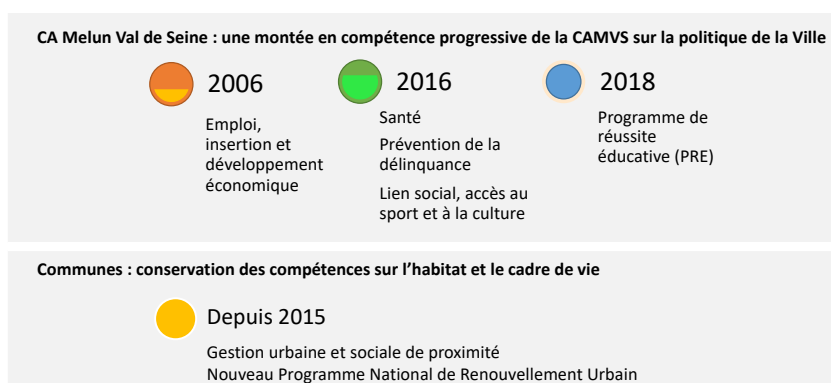 CA Melun Val de Seine : une montée en compétence progressive de la CAMVS sur la politique de la Ville
2006
Emploi,
insertion et
développement
économique
2016
Santé
Prévention de la
délinquance
Lien social, accès au
sport et à la culture
2018
Programme de
réussite
éducative (PRE)
Communes : conservation des compétences sur l’habitat et le cadre de vie
Depuis 2015
Gestion urbaine et sociale de proximité
Nouveau Programme National de Renouvellement Urbain